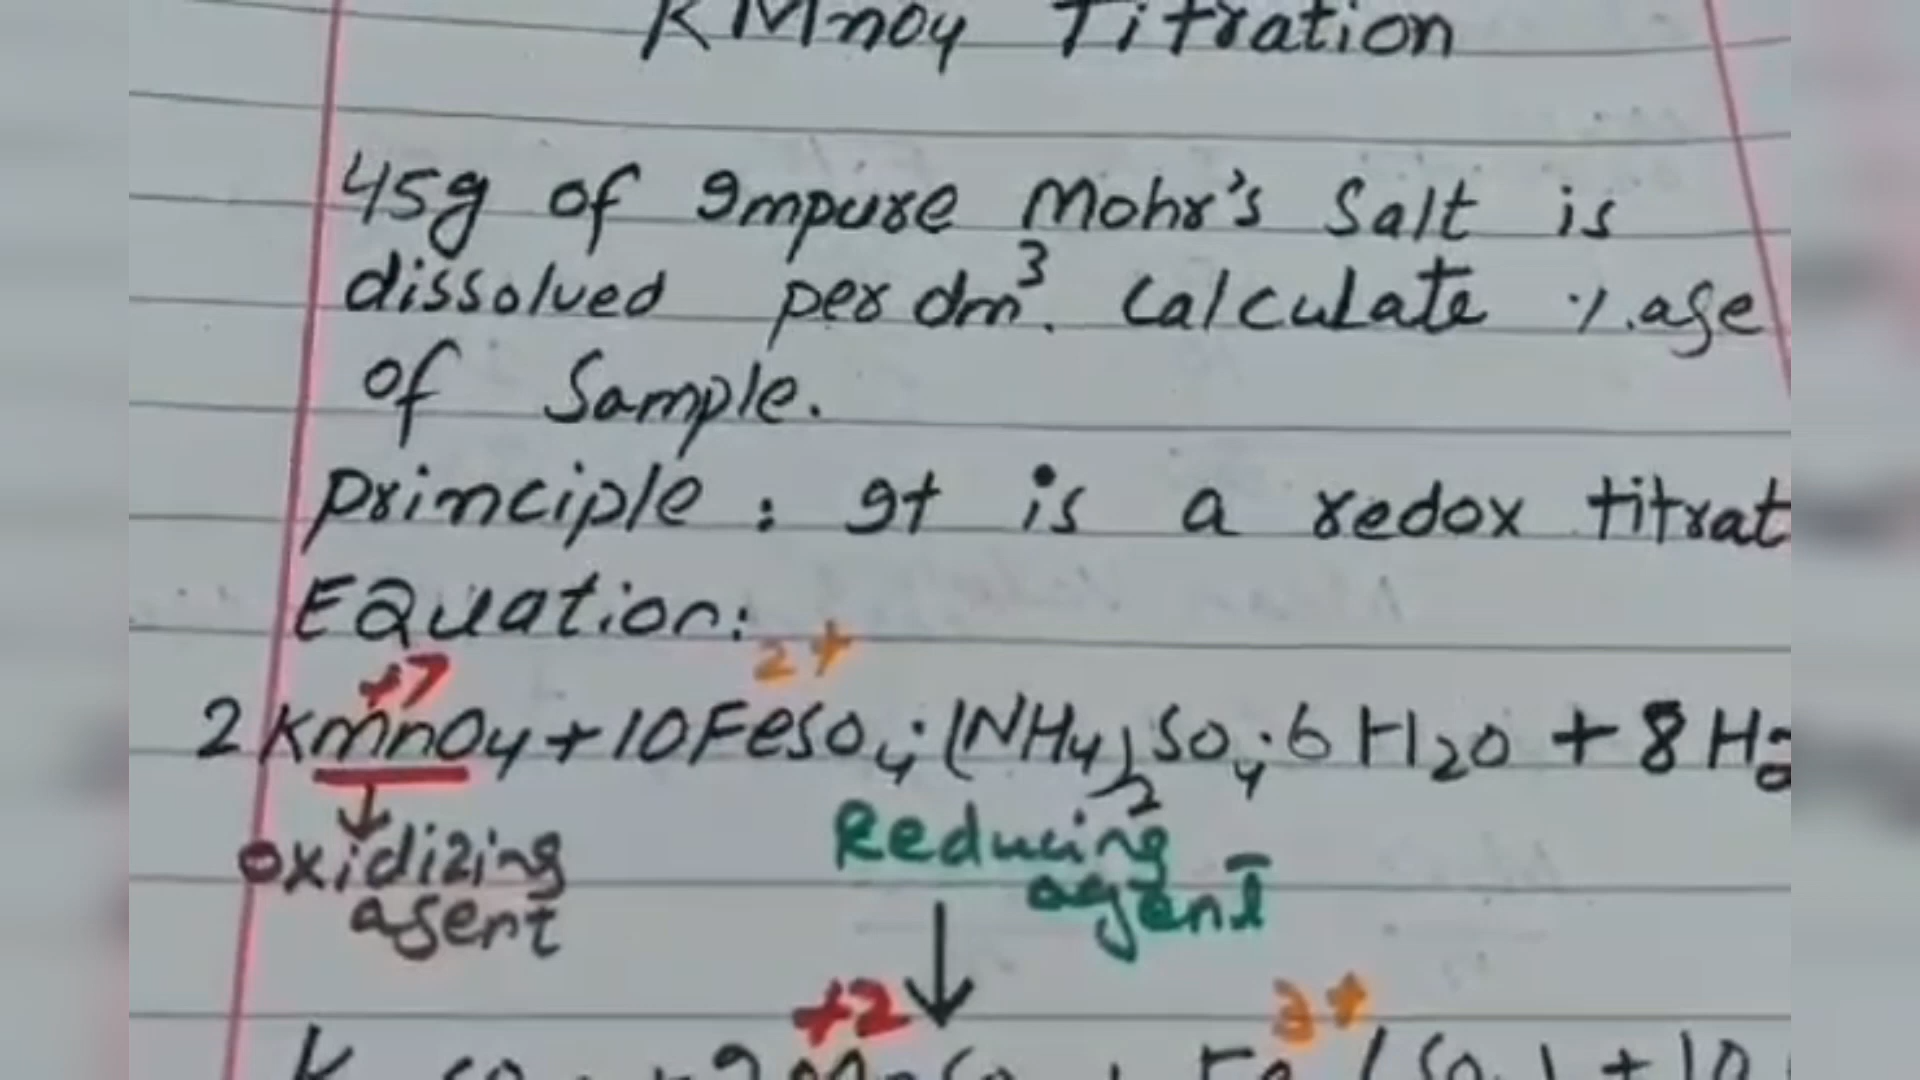 KMnO4 Titration
45g of Impure Mohr's Salt is
dissolved per dm³. Calculate %age
of Sample.
principle: It is a redox titrat
EQuation:
+7 2+
2KMnO4+10FeSO4.(NH4)2SO4.6H2O + 8H2
oxidizing agent
Reducing agent
+2 3+